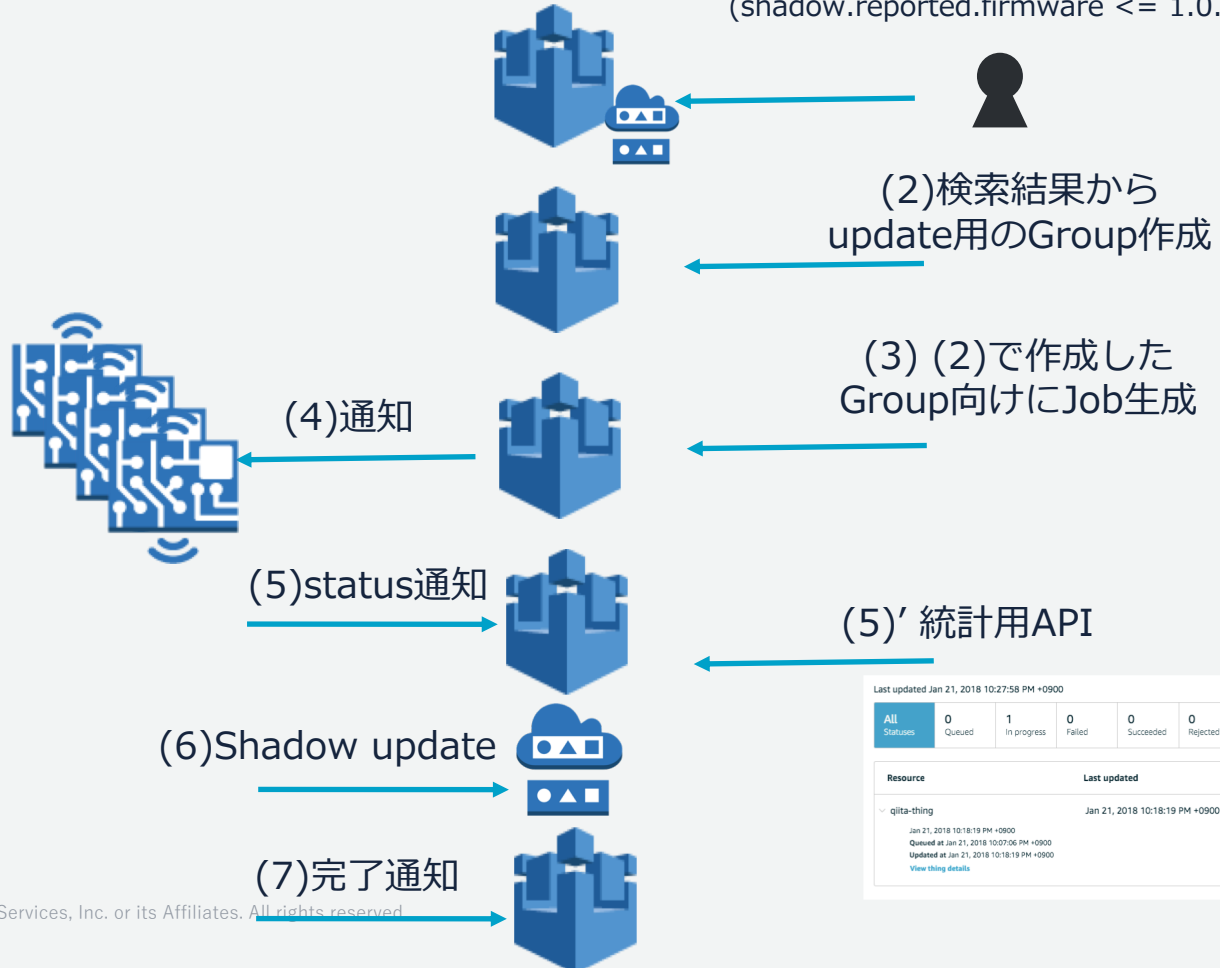 (shadow.reported.firmware <= 1.0.
(2)検索結果から
update用のGroup作成
(3) (2)で作成した
Group向けにJob生成
(4)通知
(5)status通知
(5)’ 統計用API
Last updated Jan 21, 2018 10:27:58 PM +0900
All 0 1 0 0 0
Statuses Queued In progress Failed Succeeded Rejected
Resource Last updated
qiita-thing Jan 21, 2018 10:18:19 PM +0900
Jan 21, 2018 10:18:19 PM +0900
Queued at Jan 21, 2018 10:07:06 PM +0900
Updated at Jan 21, 2018 10:18:19 PM +0900
View thing details
(6)Shadow update
(7)完了通知
Services, Inc. or its Affiliates. All rights reserved